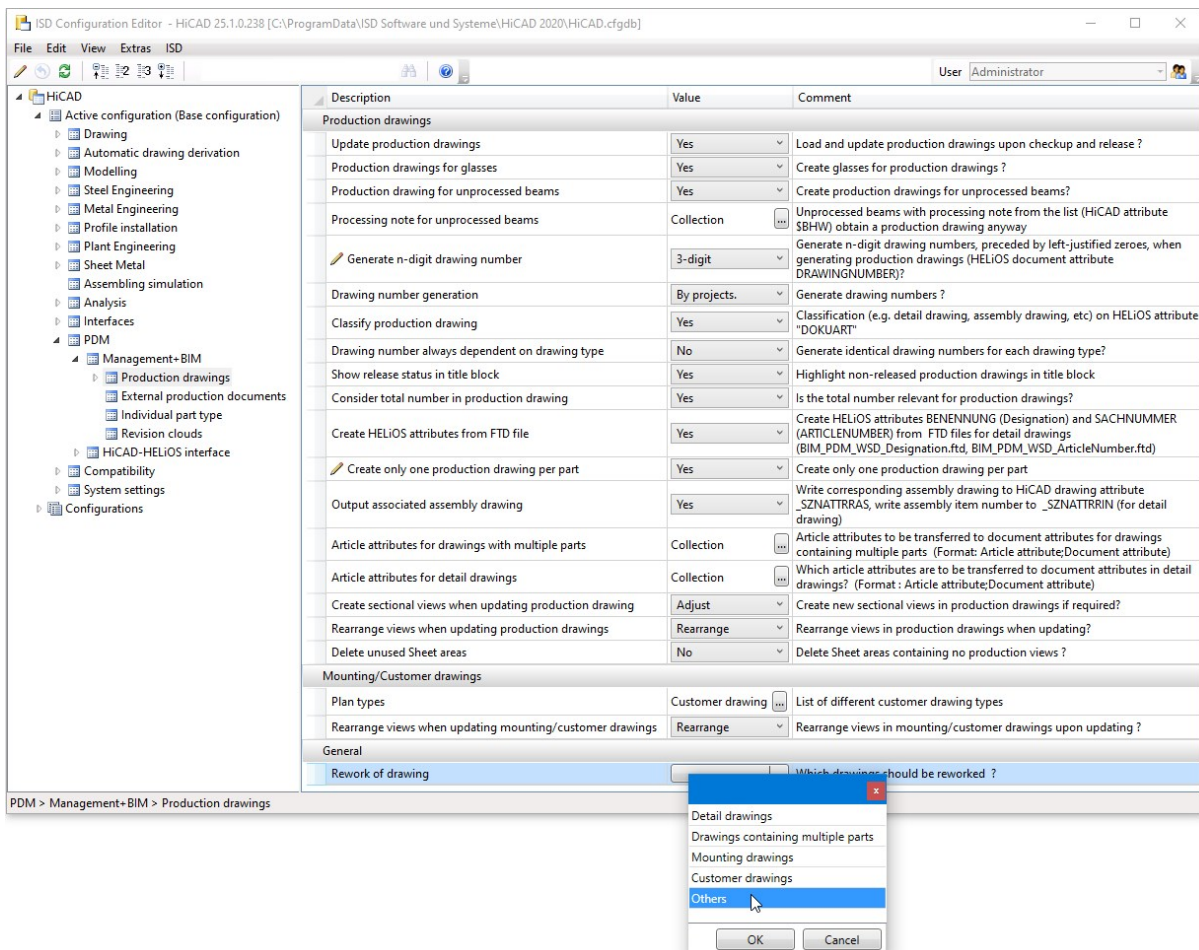 ISD Configuration Editor - HiCAD 25.1.0.238 [C:\ProgramData\ISD Software und Systeme\HiCAD 2020\HiCAD.cfgdb]
File Edit View Extras ISD
User Administrator
HiCAD
Active configuration (Base configuration)
Drawing
Automatic drawing derivation
Modelling
Steel Engineering
Metal Engineering
Profile installation
Plant Engineering
Sheet Metal
Assembling simulation
Analysis
Interfaces
PDM
Management+BIM
Production drawings
External production documents
Individual part type
Revision clouds
HiCAD-HELiOS interface
Compatibility
System settings
Configurations
Description Value Comment
Production drawings
Update production drawings Yes Load and update production drawings upon checkup and release ?
Production drawings for glasses Yes Create glasses for production drawings ?
Production drawing for unprocessed beams Yes Create production drawings for unprocessed beams?
Processing note for unprocessed beams Collection ... Unprocessed beams with processing note from the list (HiCAD attribute
$BHW) obtain a production drawing anyway
Generate n-digit drawing number 3-digit Generate n-digit drawing numbers, preceded by left-justified zeroes, when
generating production drawings (HELiOS document attribute
DRAWINGNUMBER)?
Drawing number generation By projects. Generate drawing numbers ?
Classify production drawing Yes Classification (e.g. detail drawing, assembly drawing, etc) on HELiOS attribute
"DOKUART"
Drawing number always dependent on drawing type No Generate identical drawing numbers for each drawing type?
Show release status in title block Yes Highlight non-released production drawings in title block
Consider total number in production drawing Yes Is the total number relevant for production drawings?
Create HELiOS attributes from FTD file Yes Create HELiOS attributes BENENNUNG (Designation) and SACHNUMMER
(ARTICLENUMBER) from FTD files for detail drawings
(BIM_PDM_WSD_Designation.ftd, BIM_PDM_WSD_ArticleNumber.ftd)
Create only one production drawing per part Yes Create only one production drawing per part
Output associated assembly drawing Yes Write corresponding assembly drawing to HiCAD drawing attribute
_SZNATTRRAS, write assembly item number to _SZNATTRRIN (for detail
drawing)
Article attributes for drawings with multiple parts Collection ... Article attributes to be transferred to document attributes for drawings
containing multiple parts (Format: Article attribute;Document attribute)
Article attributes for detail drawings Collection ... Which article attributes are to be transferred to document attributes in detail
drawings? (Format : Article attribute;Document attribute)
Create sectional views when updating production drawing Adjust Create new sectional views in production drawings if required?
Rearrange views when updating production drawings Rearrange Rearrange views in production drawings when updating?
Delete unused Sheet areas No Delete Sheet areas containing no production views ?
Mounting/Customer drawings
Plan types Customer drawing ... List of different customer drawing types
Rearrange views when updating mounting/customer drawings Rearrange Rearrange views in mounting/customer drawings upon updating ?
General
Rework of drawing Which drawings should be reworked ?
PDM > Management+BIM > Production drawings
x
Detail drawings
Drawings containing multiple parts
Mounting drawings
Customer drawings
Others
OK Cancel